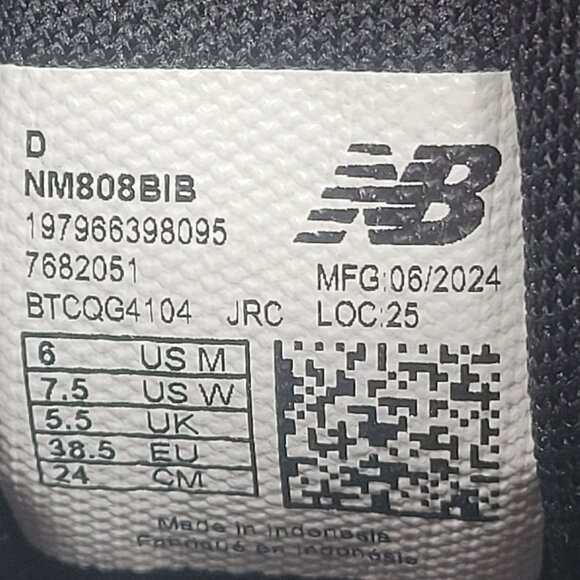 D
NM808BIB
197966398095
7682051
BTCQG4104 JRC
NB
MFG:06/2024
LOC:25
6 US M
7.5 US W
5.5 UK
38.5 EU
24 CM
Made in Indonesia
Fabriqué en Indonésie